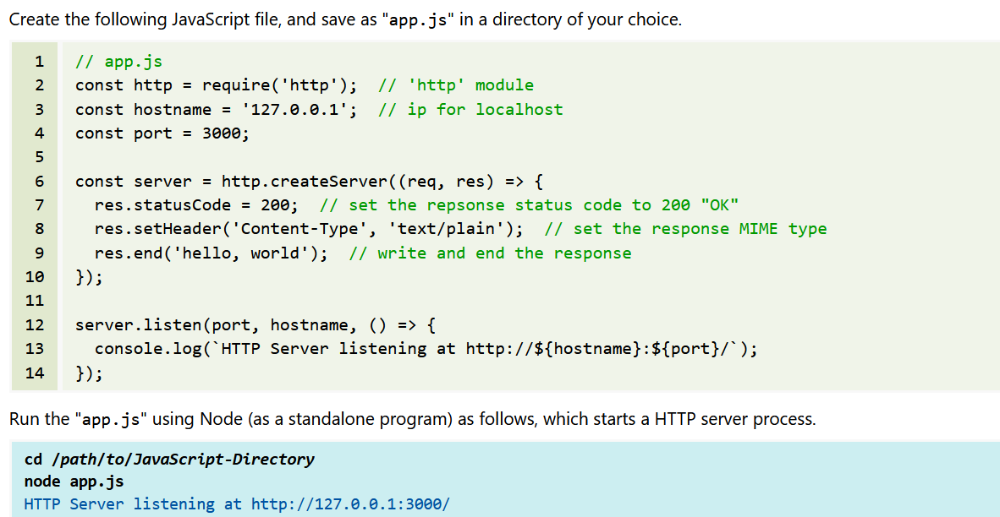 Create the following JavaScript file, and save as "app.js" in a directory of your choice.
1 // app.js
2 const http = require('http');  // 'http' module
3 const hostname = '127.0.0.1';  // ip for localhost
4 const port = 3000;
5
6 const server = http.createServer((req, res) => {
7   res.statusCode = 200;  // set the repsonse status code to 200 "OK"
8   res.setHeader('Content-Type', 'text/plain');  // set the response MIME type
9   res.end('hello, world');  // write and end the response
10 });
11
12 server.listen(port, hostname, () => {
13   console.log(`HTTP Server listening at http://${hostname}:${port}/`);
14 });
Run the "app.js" using Node (as a standalone program) as follows, which starts a HTTP server process.
cd /path/to/JavaScript-Directory
node app.js
HTTP Server listening at http://127.0.0.1:3000/